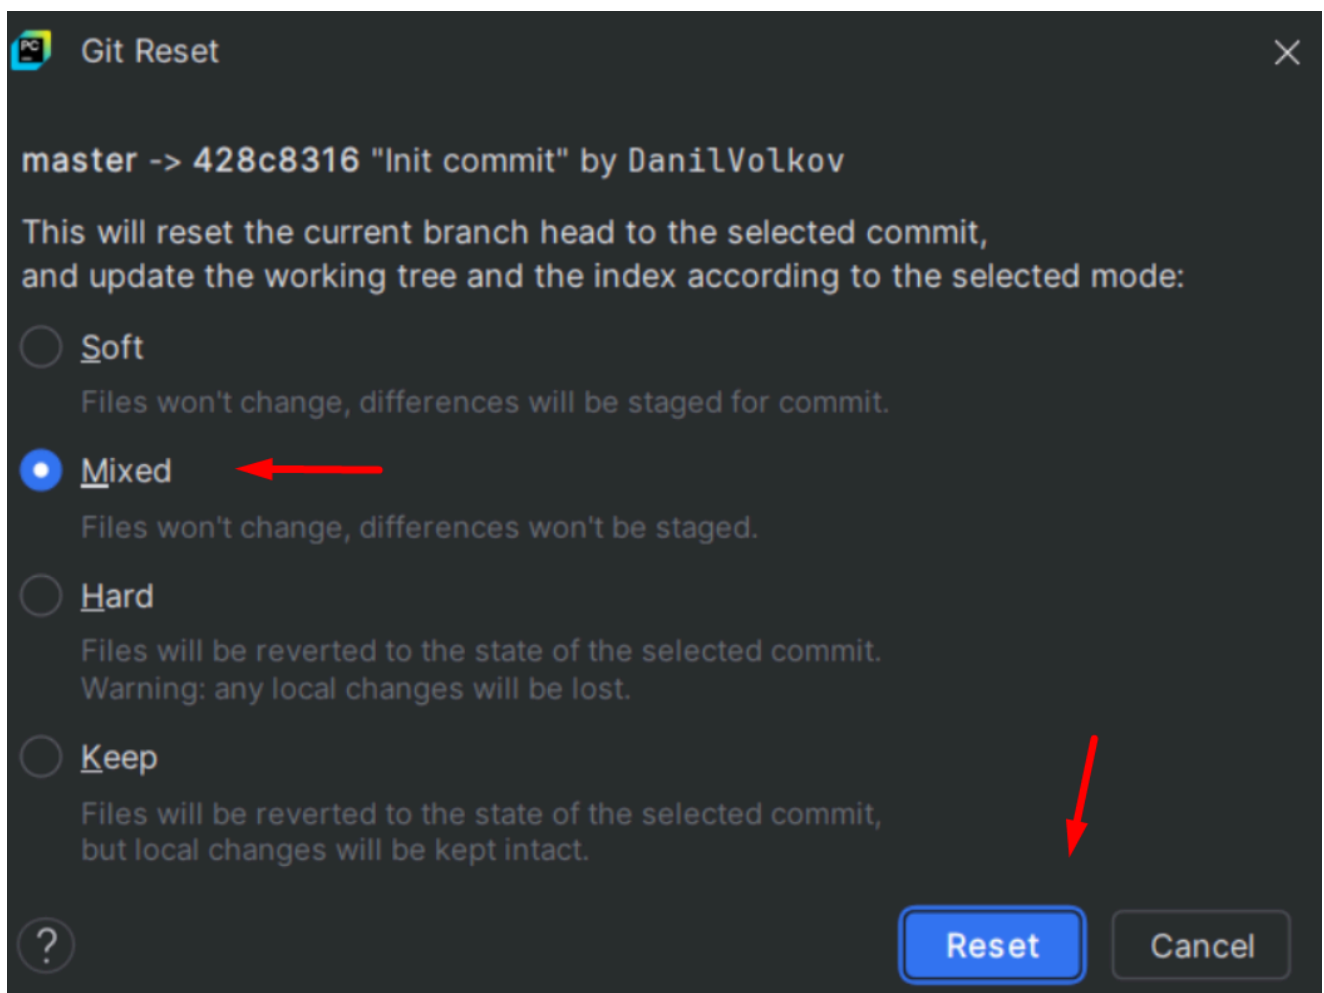 PC
Git Reset
master -> 428c8316 "Init commit" by DanilVolkov
This will reset the current branch head to the selected commit,
and update the working tree and the index according to the selected mode:
Soft
Files won't change, differences will be staged for commit.
Mixed
Files won't change, differences won't be staged.
Hard
Files will be reverted to the state of the selected commit.
Warning: any local changes will be lost.
Keep
Files will be reverted to the state of the selected commit,
but local changes will be kept intact.
?
Reset
Cancel